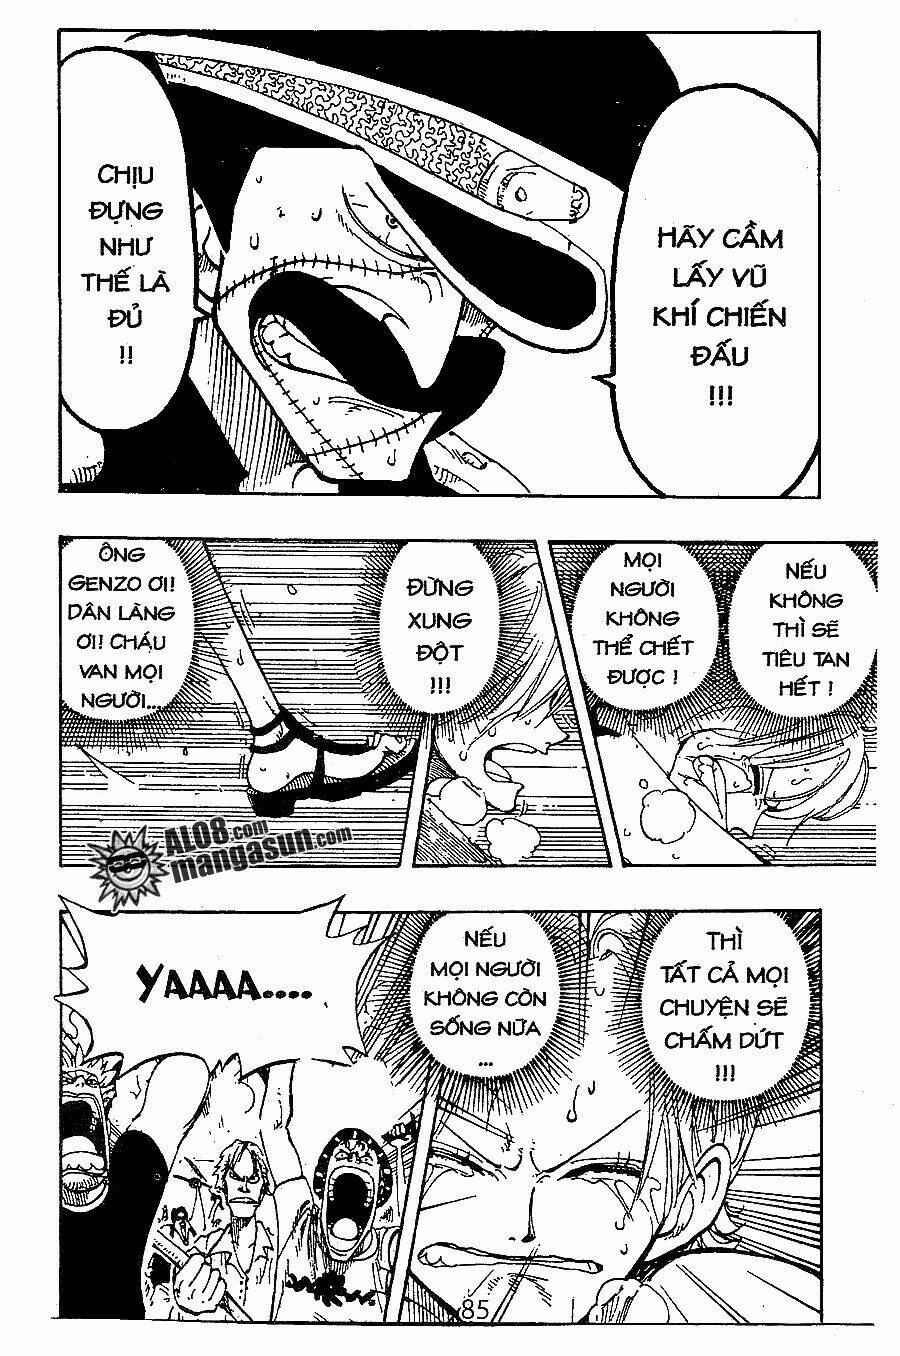 HÃY CẦM
LẤY VŨ
KHÍ CHIẾN
ĐẤU
!!!
CHỊU
ĐỰNG
NHƯ
THẾ LÀ
ĐỦ
!!
NẾU
KHÔNG
THÌ SẼ
TIÊU TAN
HẾT !
MỌI
NGƯỜI
KHÔNG
THỂ CHẾT
ĐƯỢC !
ĐỪNG
XUNG
ĐỘT
!!!
ÔNG
GENZO ƠI!
DÂN LÀNG
ƠI! CHÁU
VAN MỌI
NGƯỜI...
AL08.com
mangasun.com
THÌ
TẤT CẢ MỌI
CHUYỆN SẼ
CHẤM DỨT
!!!
NẾU
MỌI NGƯỜI
KHÔNG CÒN
SỐNG NỮA
...
YAAAA....
85